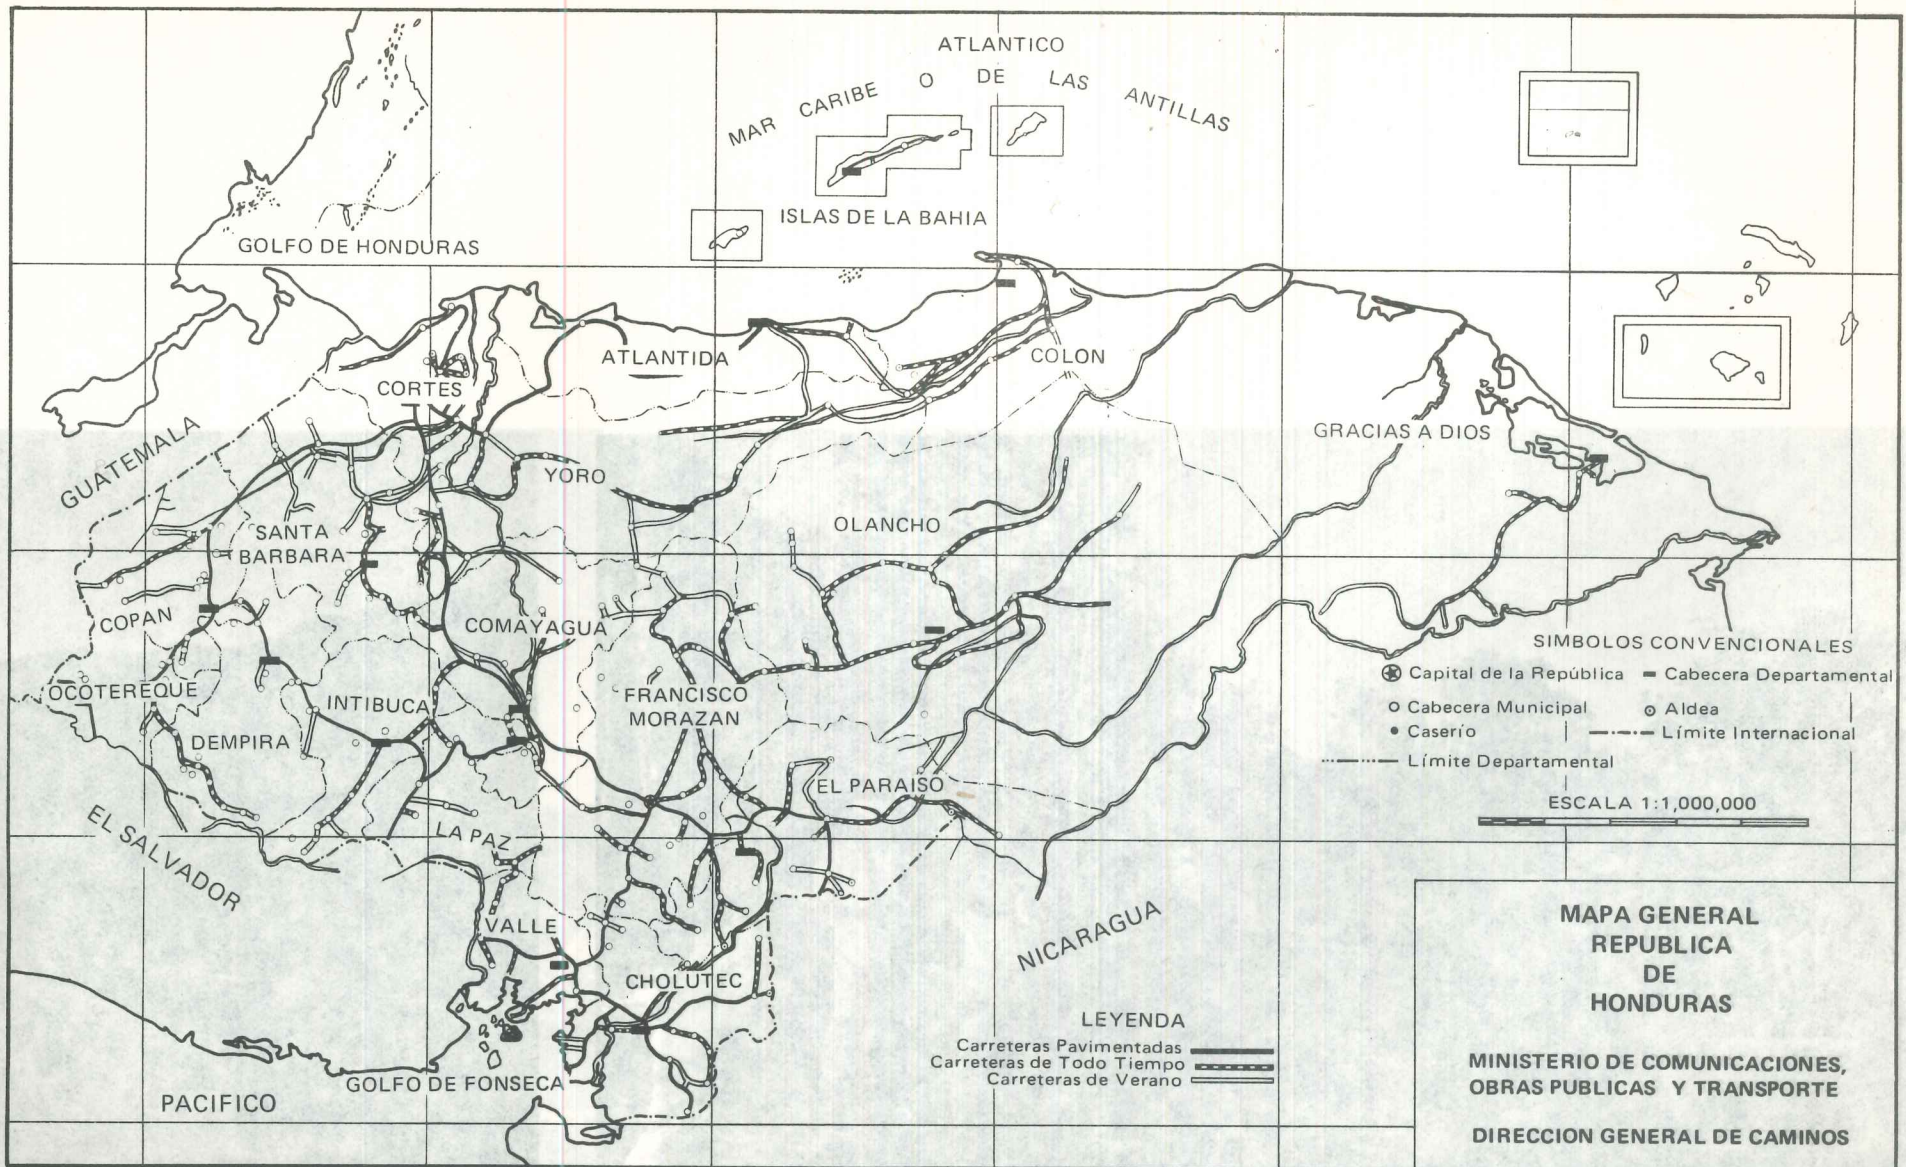 ATLANTICO
MAR CARIBE O DE LAS ANTILLAS
ISLAS DE LA BAHIA
GOLFO DE HONDURAS
ATLANTIDA
COLON
CORTES
GRACIAS A DIOS
GUATEMALA
YORO
OLANCHO
SANTA
BARBARA
COPAN
COMAYAGUA
OCOTEREQUE
INTIBUCA
FRANCISCO
MORAZAN
DEMPIRA
EL PARAISO
EL SALVADOR
LA PAZ
VALLE
CHOLUTEC
NICARAGUA
GOLFO DE FONSECA
PACIFICO
SIMBOLOS CONVENCIONALES
Capital de la República
Cabecera Departamental
Cabecera Municipal
Aldea
Caserío
Límite Internacional
Límite Departamental
ESCALA 1:1,000,000
LEYENDA
Carreteras Pavimentadas
Carreteras de Todo Tiempo
Carreteras de Verano
MAPA GENERAL
REPUBLICA
DE
HONDURAS
MINISTERIO DE COMUNICACIONES,
OBRAS PUBLICAS Y TRANSPORTE
DIRECCION GENERAL DE CAMINOS